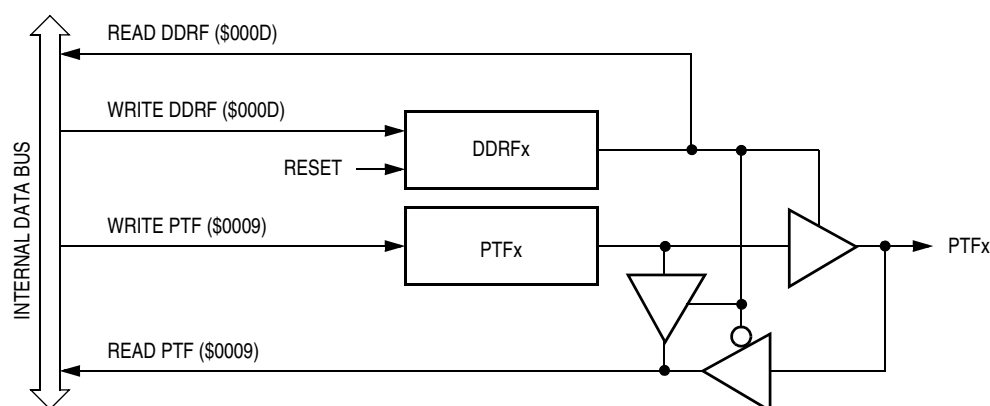 READ DDRF ($000D)
WRITE DDRF ($000D)
DDRFx
RESET
INTERNAL DATA BUS
WRITE PTF ($0009)
PTFx
PTFx
READ PTF ($0009)